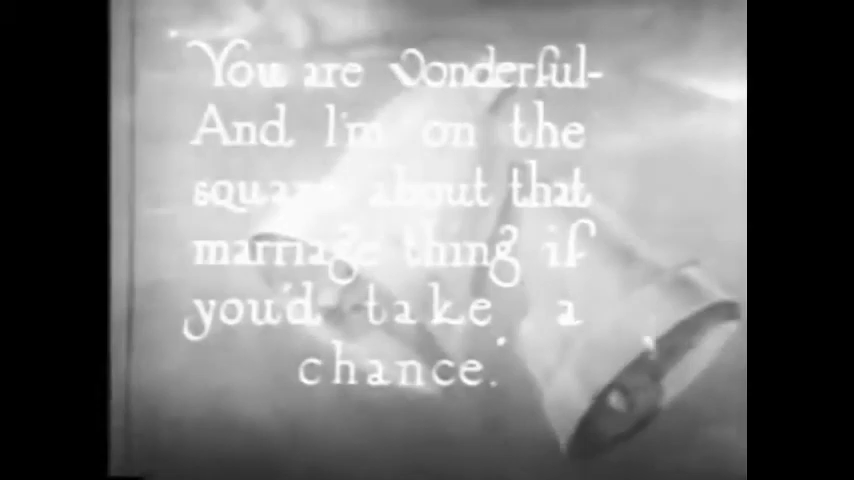 "You are wonderful-
And I'm on the
square about that
marriage thing if
you'd take a
chance."